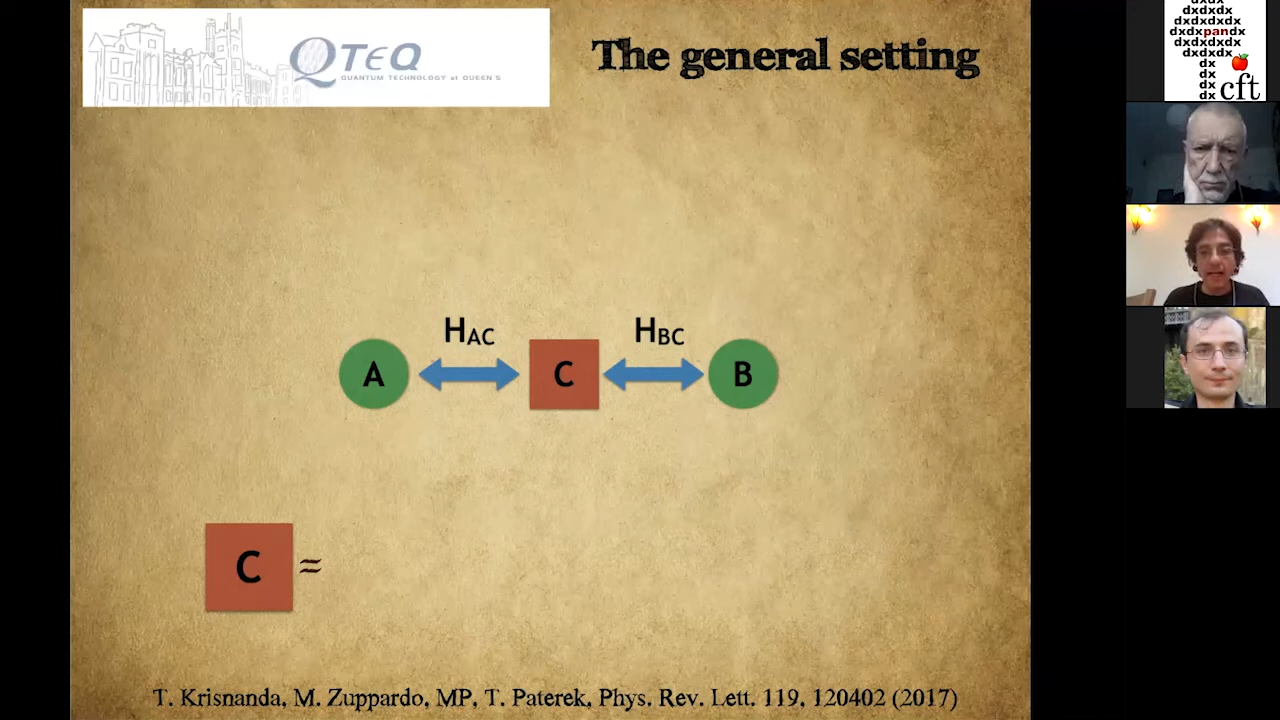 QTEQ
QUANTUM TECHNOLOGY at QUEEN'S
The general setting
HAC
HBC
A
C
B
C ≈
T. Krisnanda, M. Zuppardo, MP, T. Paterek, Phys. Rev. Lett. 119, 120402 (2017)
dxdx
dxdxdx
dxdxdxdx
dxdxpandx
dxdxdxdx
dxdxdx
dx
dx
dx
dx
cft